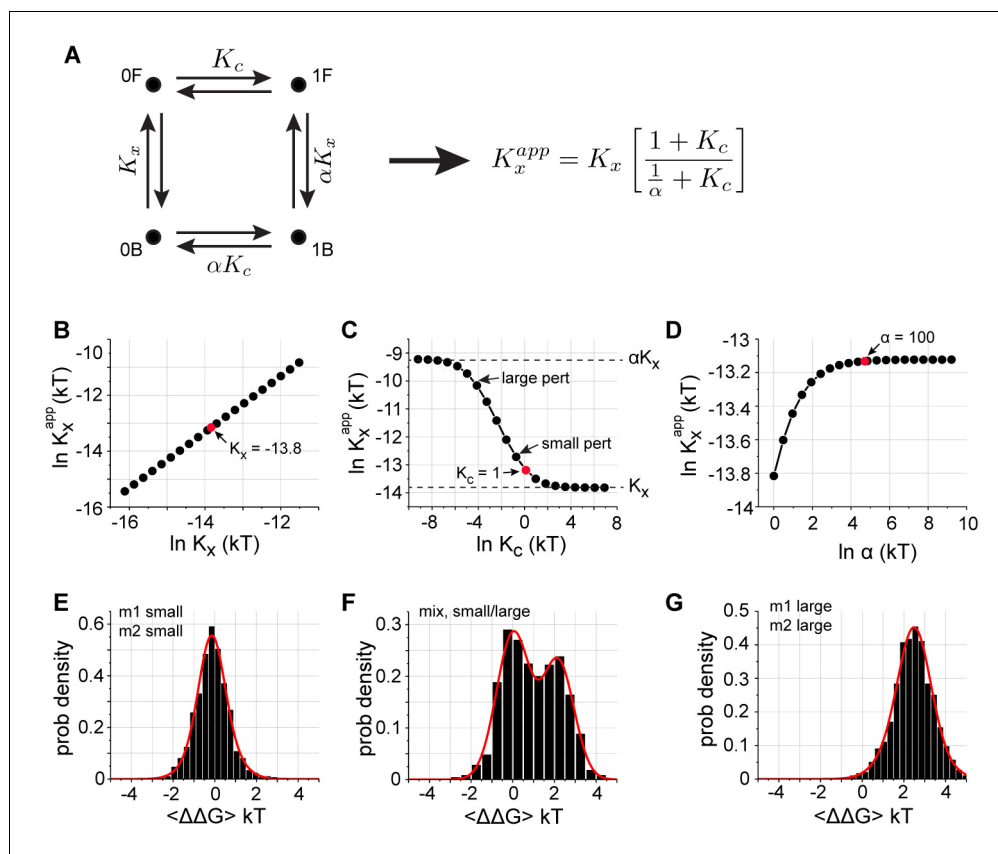 A
0F
K_c
1F
K_x
αK_x
K_x^{app} = K_x [ (1 + K_c) / (1/α + K_c) ]
0B
1B
αK_c
B
-10
-12
-14
-16
ln K_x^{app} (kT)
K_x = -13.8
-16 -14 -12
ln K_x (kT)
C
-9
-10
-11
-12
-13
-14
ln K_x^{app} (kT)
αK_x
large pert
small pert
K_c = 1
K_x
-8 -4 0 4 8
ln K_c (kT)
D
-13
-13.2
-13.4
-13.6
-13.8
-14
ln K_x^{app} (kT)
α = 100
0 2 4 6 8 10
ln α (kT)
E
m1 small
m2 small
0.6
0.4
0.2
0
prob density
-4 -2 0 2 4
<ΔΔG> kT
F
mix, small/large
0.3
0.2
0.1
0
prob density
-4 -2 0 2 4
<ΔΔG> kT
G
m1 large
m2 large
0.5
0.4
0.3
0.2
0.1
0
prob density
-4 -2 0 2 4
<ΔΔG> kT